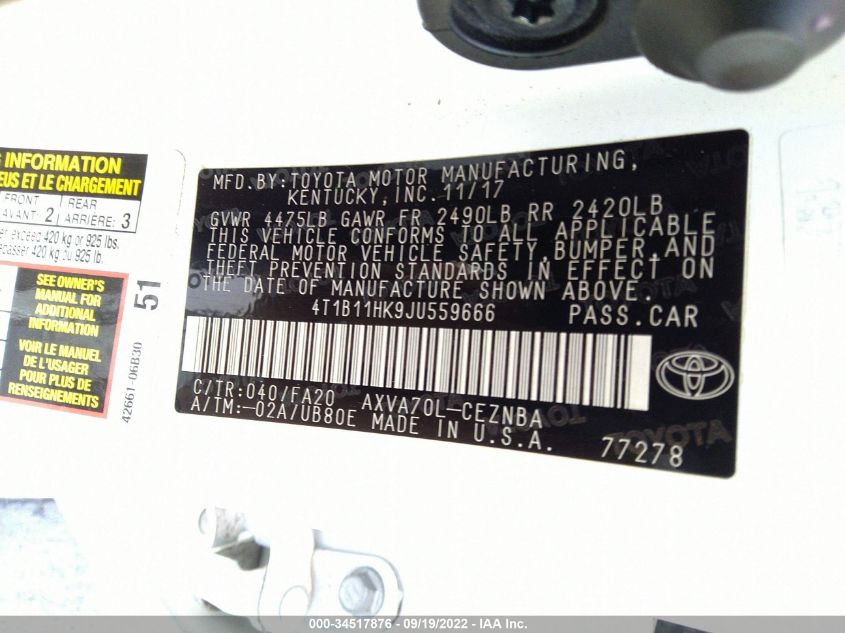 G INFORMATION
EUS ET LE CHARGEMENT
FRONT
AVANT: 2
REAR
ARRIÈRE: 3
er exceed 420 kg or 925 lbs.
epasser 420 kg ou 925 lb.
SEE OWNER'S
MANUAL FOR
ADDITIONAL
INFORMATION
VOIR LE MANUEL
DE L'USAGER
POUR PLUS DE
RENSEIGNEMENTS
51
42661-06B30
MFD.BY:TOYOTA MOTOR MANUFACTURING,
KENTUCKY, INC. 11/17
GVWR 4475LB GAWR FR 2490LB RR 2420LB
THIS VEHICLE CONFORMS TO ALL APPLICABLE
FEDERAL MOTOR VEHICLE SAFETY,BUMPER,AND
THEFT PREVENTION STANDARDS IN EFFECT ON
THE DATE OF MANUFACTURE SHOWN ABOVE.
4T1B11HK9JU559666 PASS.CAR
C/TR:040/FA20 AXVA70L-CEZNBA
A/TM:-02A/UB80E MADE IN U.S.A.
77278
TOYOTA
000-34517876 - 09/19/2022 - IAA Inc.